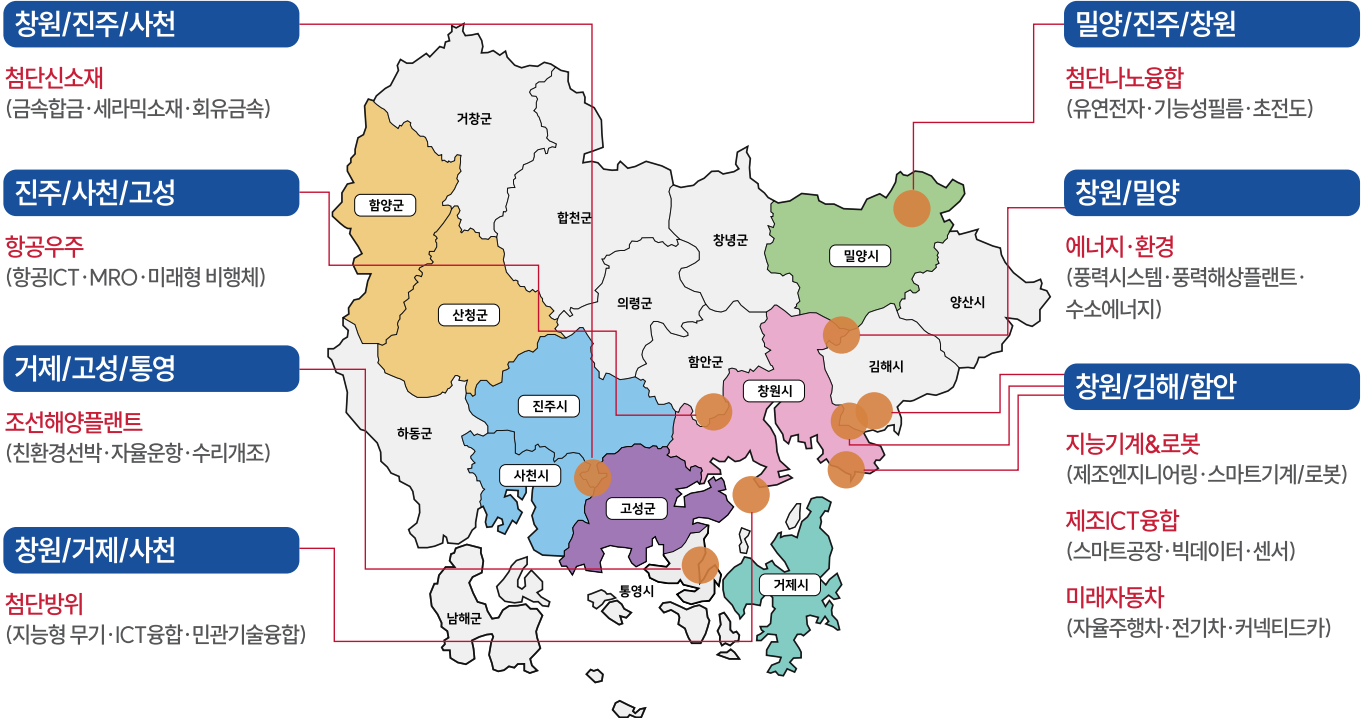 창원/진주/사천
첨단신소재
(금속합금·세라믹소재·회유금속)
진주/사천/고성
항공우주
(항공ICT·MRO·미래형 비행체)
거제/고성/통영
조선해양플랜트
(친환경선박·자율운항·수리개조)
창원/거제/사천
첨단방위
(지능형 무기·ICT융합·민관기술융합)
거창군
함양군
합천군
창녕군
밀양시
산청군
의령군
양산시
함안군
김해시
창원시
진주시
하동군
사천시
고성군
통영시
거제시
남해군
밀양/진주/창원
첨단나노융합
(유연전자·기능성필름·초전도)
창원/밀양
에너지·환경
(풍력시스템·풍력해상플랜트·
수소에너지)
창원/김해/함안
지능기계&로봇
(제조엔지니어링·스마트기계/로봇)
제조ICT융합
(스마트공장·빅데이터·센서)
미래자동차
(자율주행차·전기차·커넥티드카)